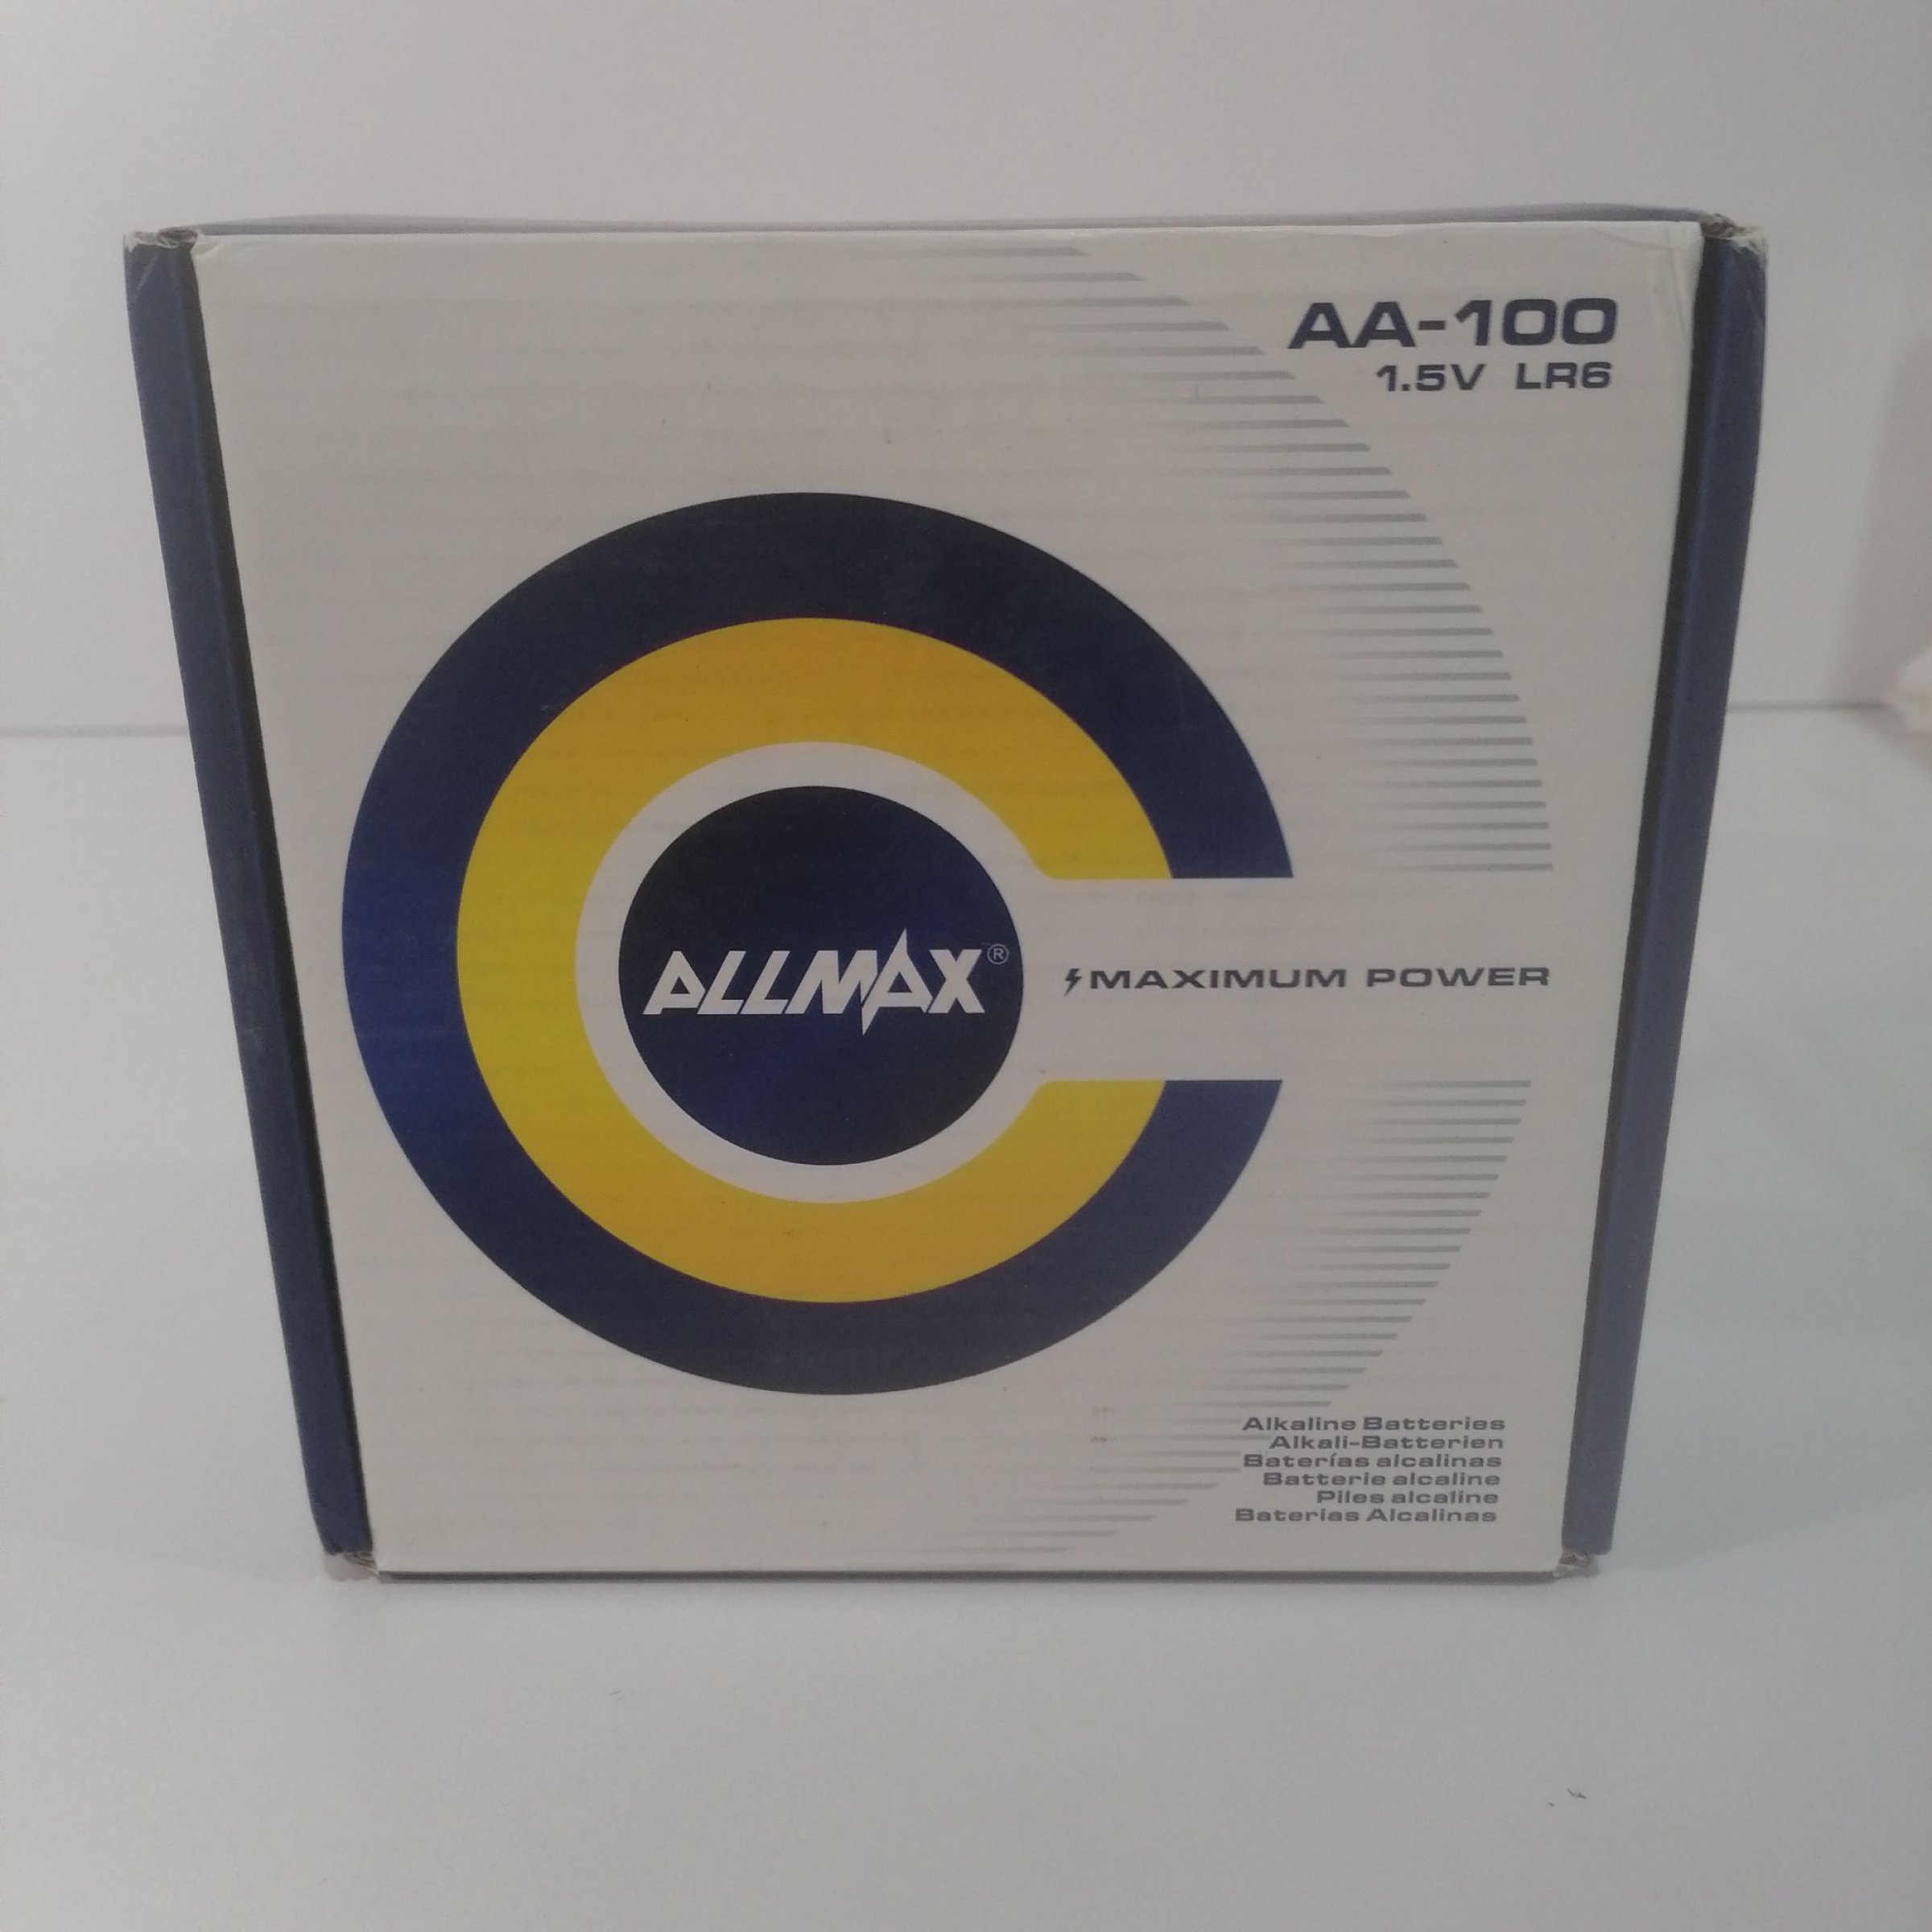 AA-100
1.5V LR6
ALLMAX®
MAXIMUM POWER
Alkaline Batteries
Alkali-Batterien
Baterías alcalinas
Batterie alcaline
Piles alcaline
Baterias Alcalinas